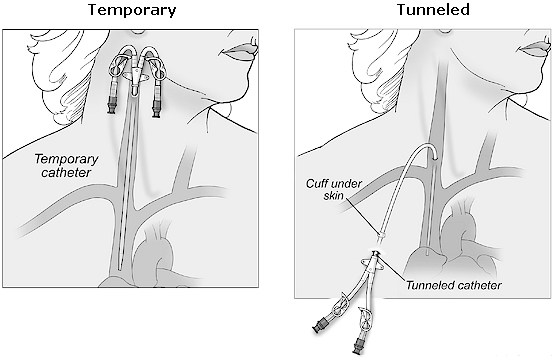 Temporary
Tunneled
Temporary
catheter
Cuff under
skin
Tunneled catheter